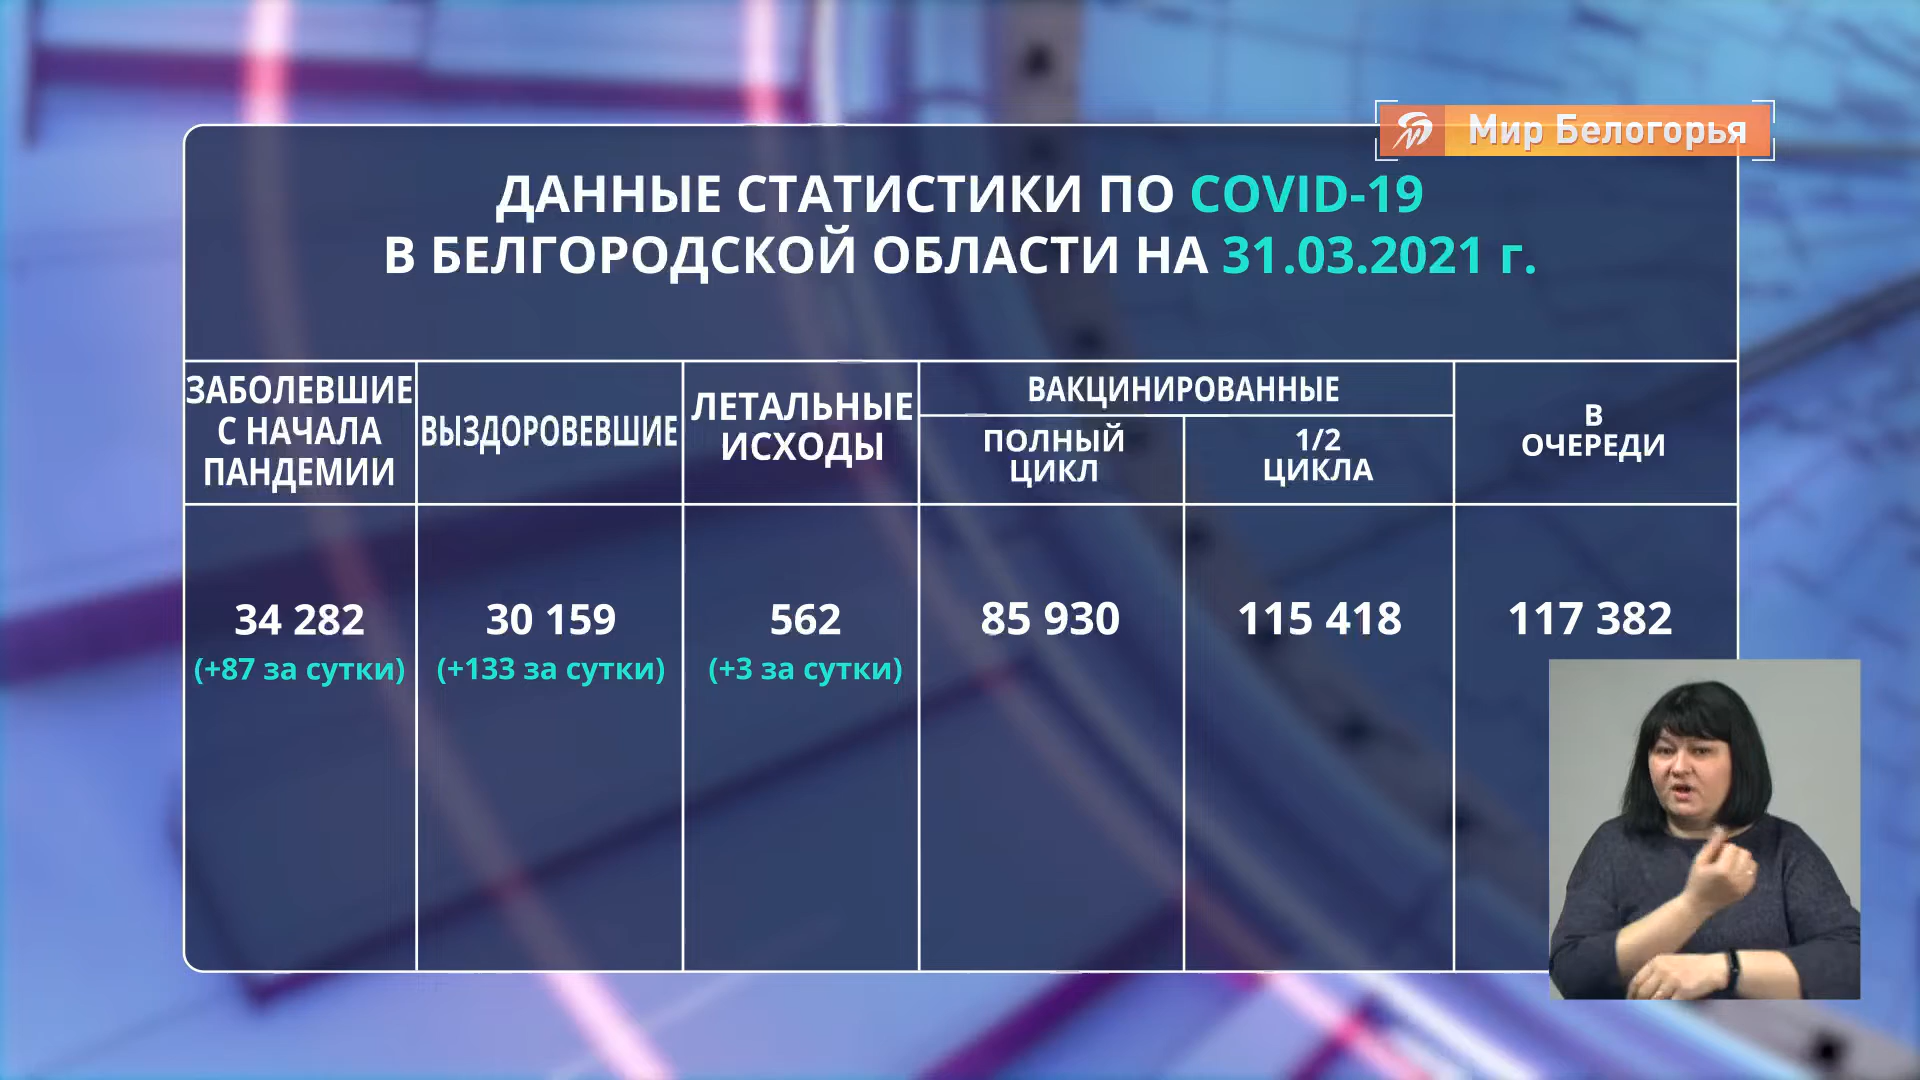 Мир Белогорья
ДАННЫЕ СТАТИСТИКИ ПО COVID-19
В БЕЛГОРОДСКОЙ ОБЛАСТИ НА 31.03.2021 г.
ЗАБОЛЕВШИЕ
С НАЧАЛА
ПАНДЕМИИ
ВЫЗДОРОВЕВШИЕ
ЛЕТАЛЬНЫЕ
ИСХОДЫ
ВАКЦИНИРОВАННЫЕ
ПОЛНЫЙ
ЦИКЛ
1/2
ЦИКЛА
В
ОЧЕРЕДИ
34 282
(+87 за сутки)
30 159
(+133 за сутки)
562
(+3 за сутки)
85 930
115 418
117 382